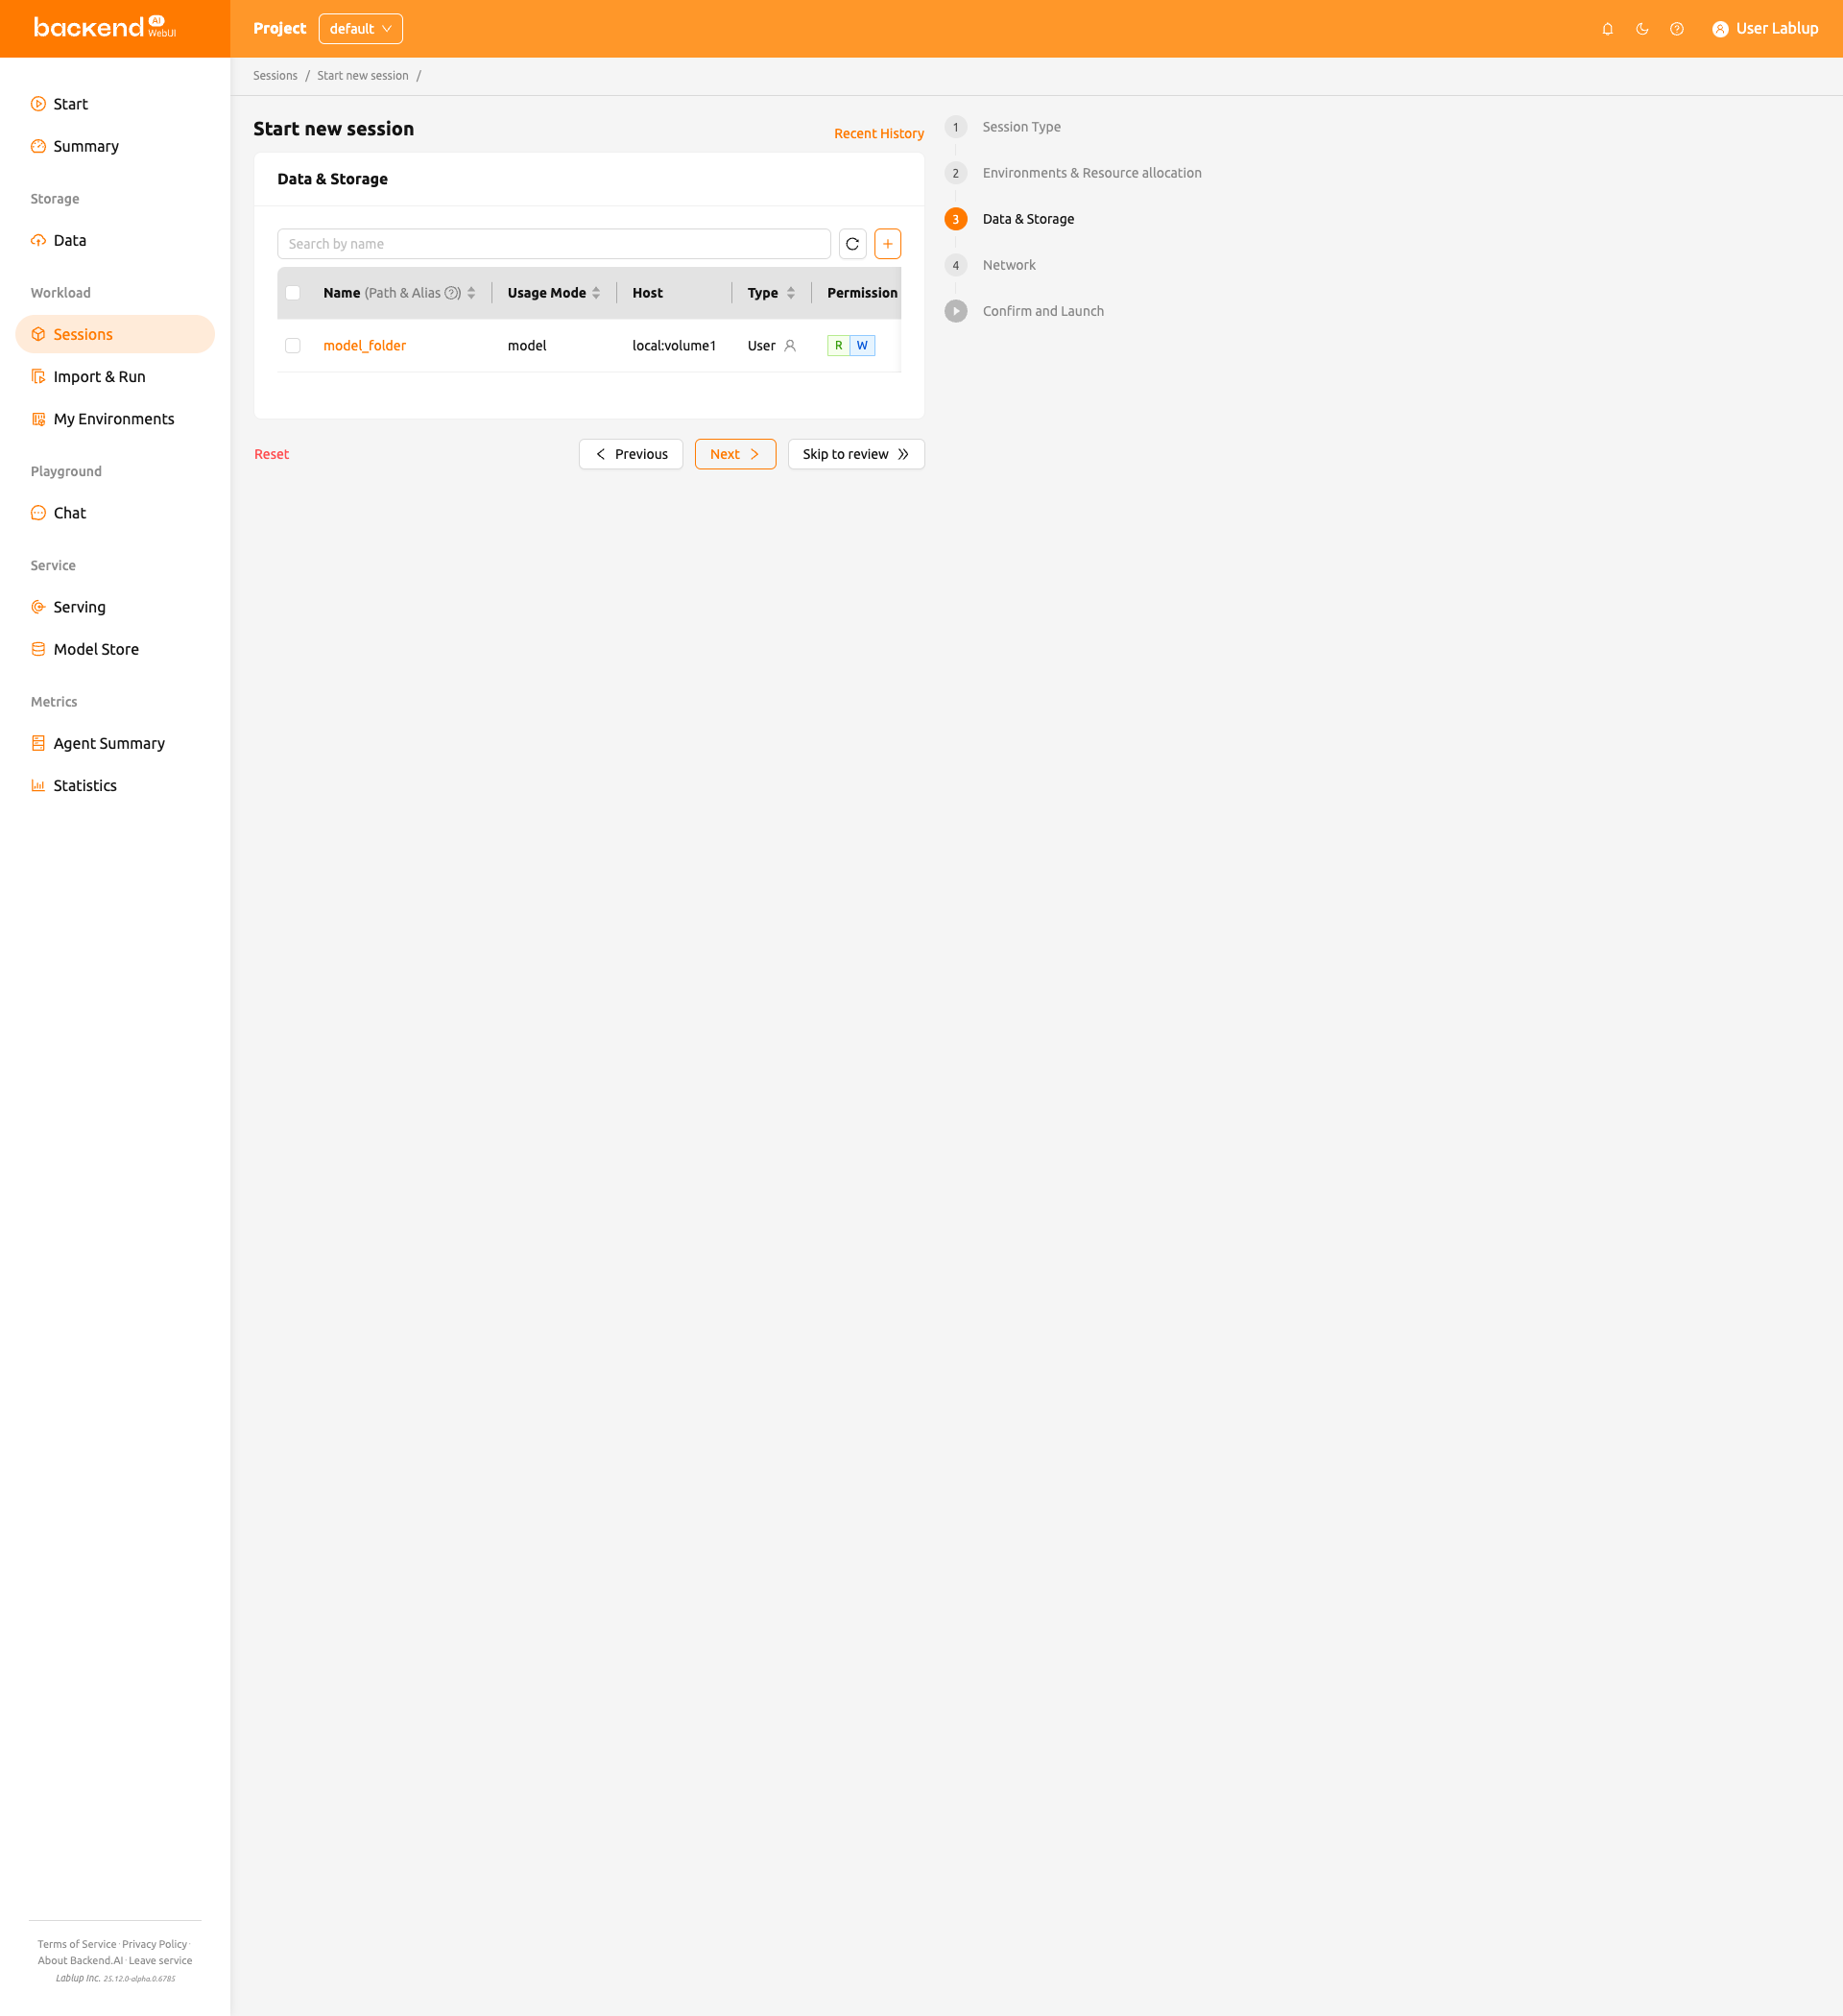 backend AI WebUI
Project default
User Lablup
Start
Summary
Storage
Data
Workload
Sessions
Import & Run
My Environments
Playground
Chat
Service
Serving
Model Store
Metrics
Agent Summary
Statistics
Terms of Service · Privacy Policy ·
About Backend.AI · Leave service
Lablup Inc. 25.12.0-alpha.0.6785
Sessions / Start new session /
Start new session
Recent History
Data & Storage
Search by name
Name (Path & Alias ?) Usage Mode Host Type Permission
model_folder model local:volume1 User R W
Reset
Previous
Next
Skip to review
1 Session Type
2 Environments & Resource allocation
3 Data & Storage
4 Network
Confirm and Launch